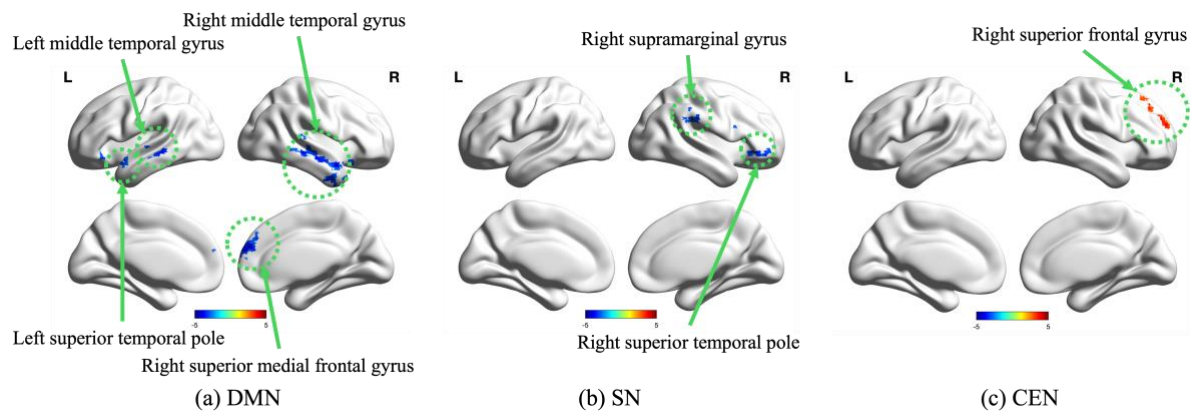 Right middle temporal gyrus
Left middle temporal gyrus
L
R
-5
5
Left superior temporal pole
Right superior medial frontal gyrus
(a) DMN
Right supramarginal gyrus
L
R
-5
5
Right superior temporal pole
(b) SN
Right superior frontal gyrus
L
R
-5
5
(c) CEN